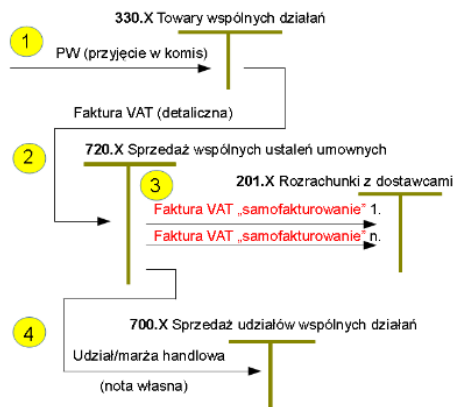 330.X Towary wspólnych działań
1
PW (przyjęcie w komis)
Faktura VAT (detaliczna)
2
720.X Sprzedaż wspólnych ustaleń umownych
3
201.X Rozrachunki z dostawcami
Faktura VAT „samofakturowanie” 1.
Faktura VAT „samofakturowanie” n.
4
700.X Sprzedaż udziałów wspólnych działań
Udział/marża handlowa
(nota własna)